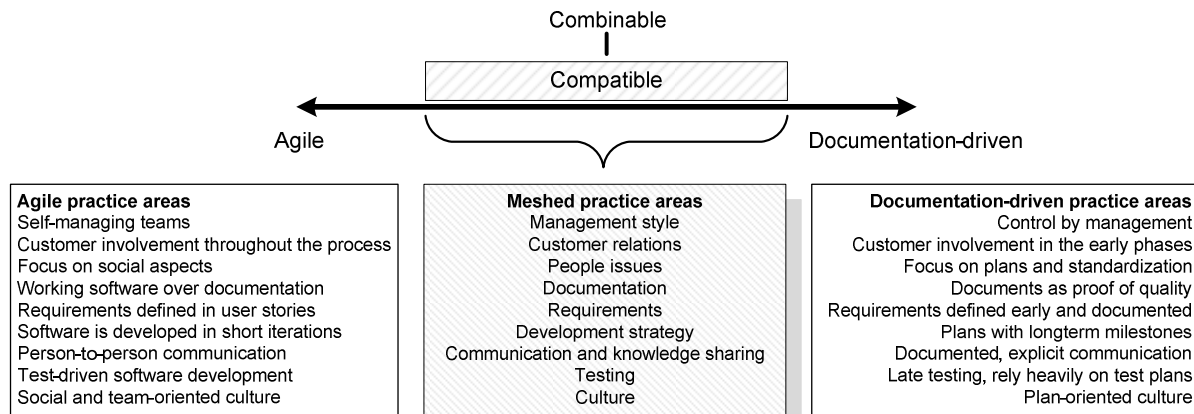 Combinable
Compatible
Agile
Documentation-driven
Agile practice areas
Self-managing teams
Customer involvement throughout the process
Focus on social aspects
Working software over documentation
Requirements defined in user stories
Software is developed in short iterations
Person-to-person communication
Test-driven software development
Social and team-oriented culture
Meshed practice areas
Management style
Customer relations
People issues
Documentation
Requirements
Development strategy
Communication and knowledge sharing
Testing
Culture
Documentation-driven practice areas
Control by management
Customer involvement in the early phases
Focus on plans and standardization
Documents as proof of quality
Requirements defined early and documented
Plans with longterm milestones
Documented, explicit communication
Late testing, rely heavily on test plans
Plan-oriented culture